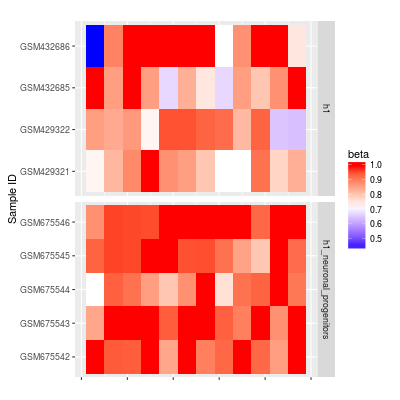 Sample ID
GSM432686
GSM432685
GSM429322
GSM429321
h1
GSM675546
GSM675545
GSM675544
GSM675543
GSM675542
h1_neuronal_progenitors
beta
1.0
0.9
0.8
0.7
0.6
0.5